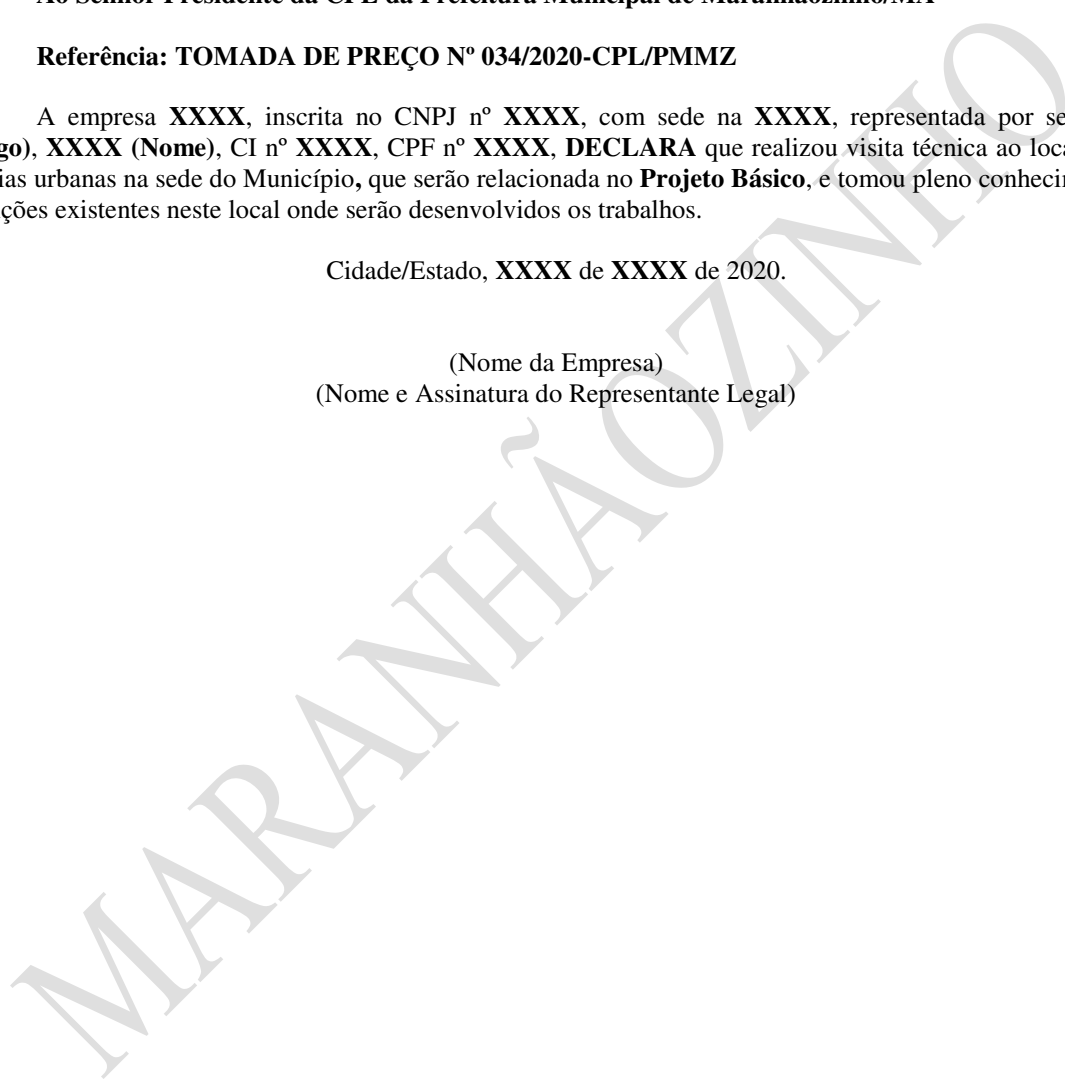 Ao Senhor Presidente da CPL da Prefeitura Municipal de Maranhãozinho/MA
Referência: TOMADA DE PREÇO Nº 034/2020-CPL/PMMZ
A empresa XXXX, inscrita no CNPJ nº XXXX, com sede na XXXX, representada por se
go), XXXX (Nome), CI nº XXXX, CPF nº XXXX, DECLARA que realizou visita técnica ao loca
ias urbanas na sede do Município, que serão relacionada no Projeto Básico, e tomou pleno conhecir
ções existentes neste local onde serão desenvolvidos os trabalhos.
Cidade/Estado, XXXX de XXXX de 2020.
(Nome da Empresa)
(Nome e Assinatura do Representante Legal)
MARANHÃOZINHO